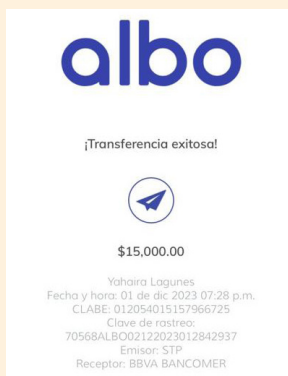 albo
¡Transferencia exitosa!
$15,000.00
Yahaira Lagunes
Fecha y hora: 01 de dic 2023 07:28 p.m.
CLABE: 012054015157966725
Clave de rastreo:
70568ALBO02122023012842937
Emisor: STP
Receptor: BBVA BANCOMER